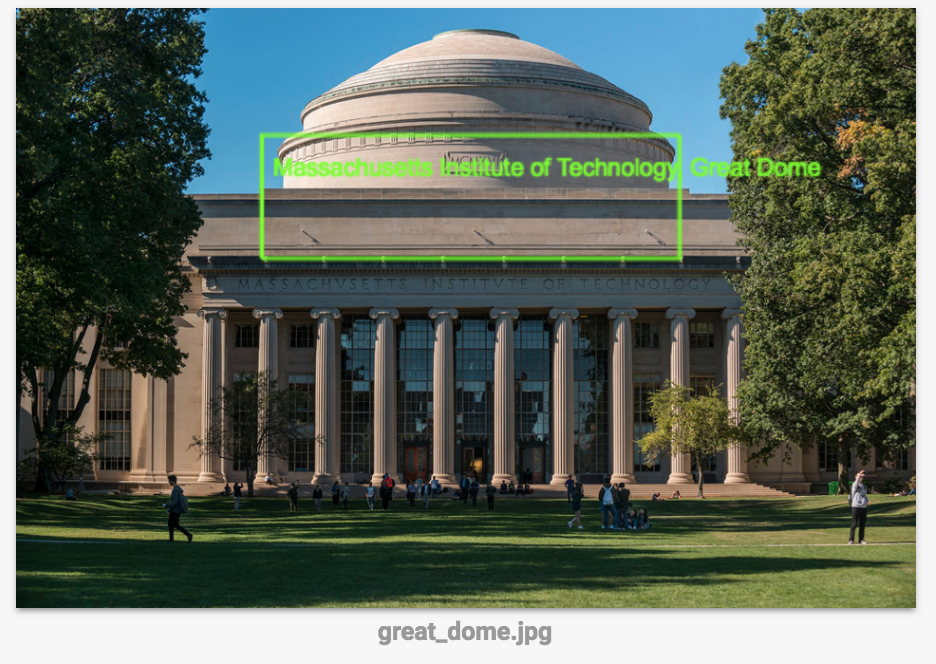 Massachusetts Institute of Technology, Great Dome
MASSACHVSETTS INSTITVTE OF TECHNOLOGY
great_dome.jpg